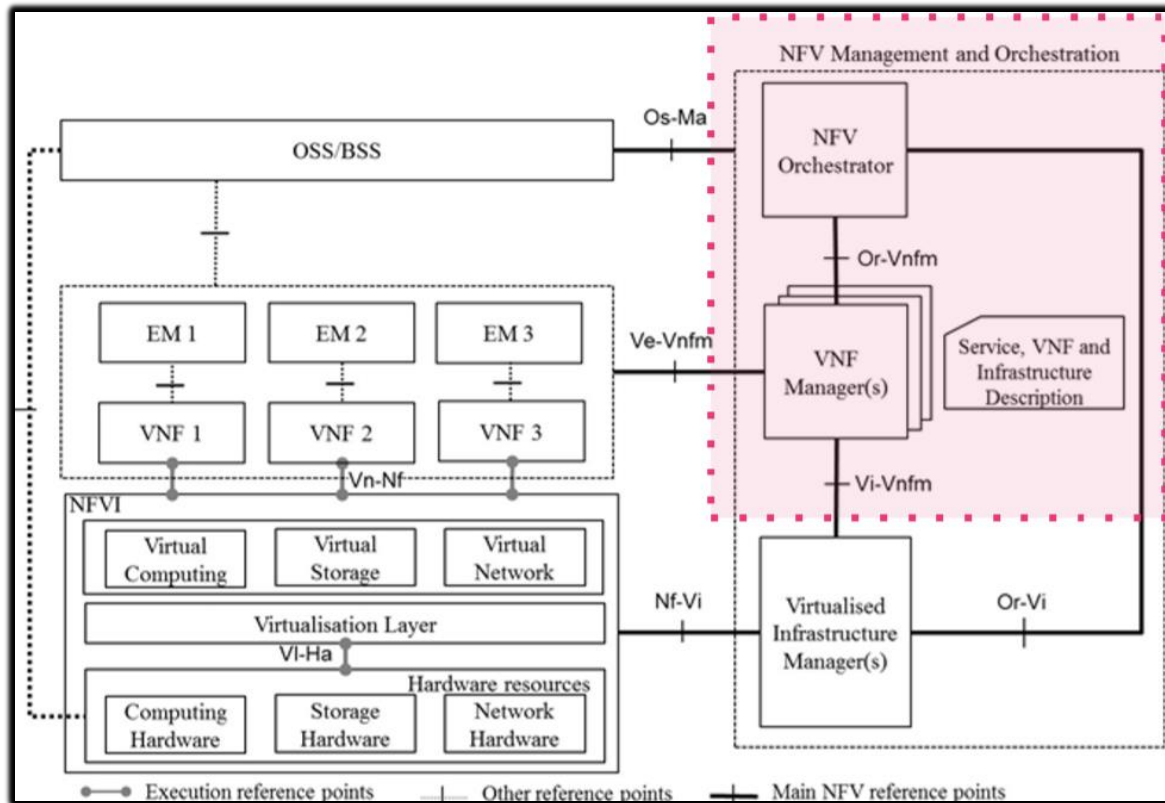 NFV Management and Orchestration
Os-Ma
OSS/BSS
NFV
Orchestrator
Or-Vnfm
EM 1
EM 2
EM 3
Ve-Vnfm
VNF
Manager(s)
Service, VNF and
Infrastructure
Description
VNF 1
VNF 2
VNF 3
Vn-Nf
Vi-Vnfm
NFVI
Virtual
Computing
Virtual
Storage
Virtual
Network
Nf-Vi
Virtualised
Infrastructure
Manager(s)
Or-Vi
Virtualisation Layer
Vl-Ha
Hardware resources
Computing
Hardware
Storage
Hardware
Network
Hardware
Execution reference points
Other reference points
Main NFV reference points